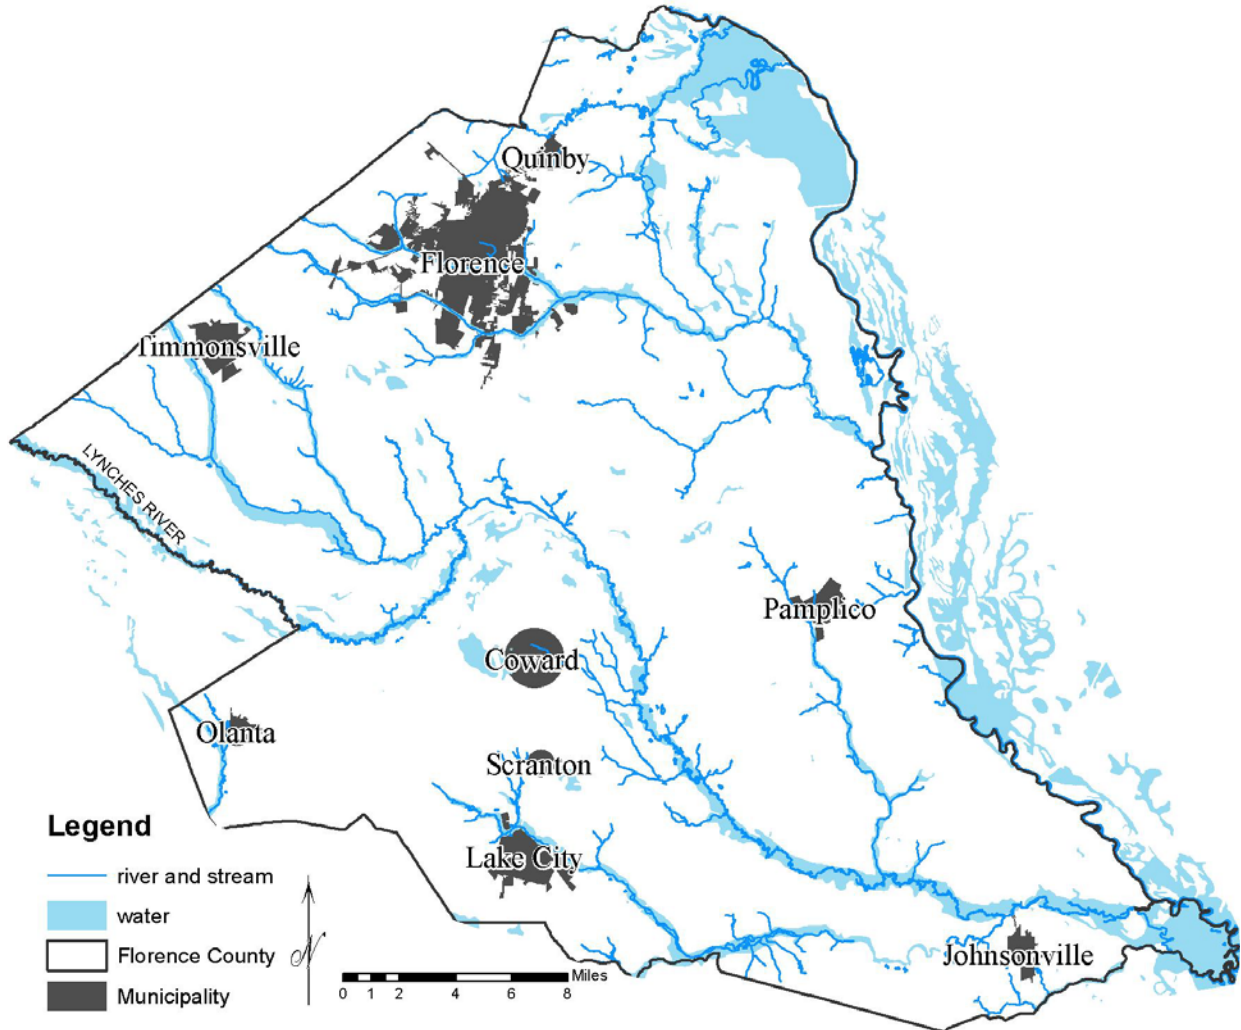 Quinby
Florence
Timmonsville
LYNCHES RIVER
Pamplico
Coward
Olanta
Scranton
Lake City
Johnsonville
Legend
river and stream
water
Florence County
Municipality
N
Miles
0 1 2 4 6 8